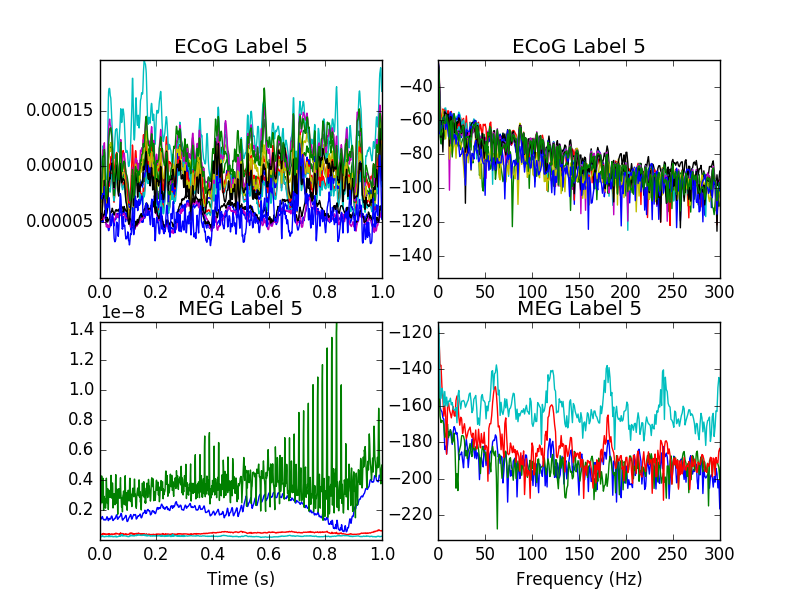 ECoG Label 5
0.00015
0.00010
0.00005
0.0 0.2 0.4 0.6 0.8 1.0
ECoG Label 5
−40
−60
−80
−100
−120
−140
0 50 100 150 200 250 300
MEG Label 5
1e−8
1.4
1.2
1.0
0.8
0.6
0.4
0.2
0.0 0.2 0.4 0.6 0.8 1.0
Time (s)
MEG Label 5
−120
−140
−160
−180
−200
−220
0 50 100 150 200 250 300
Frequency (Hz)